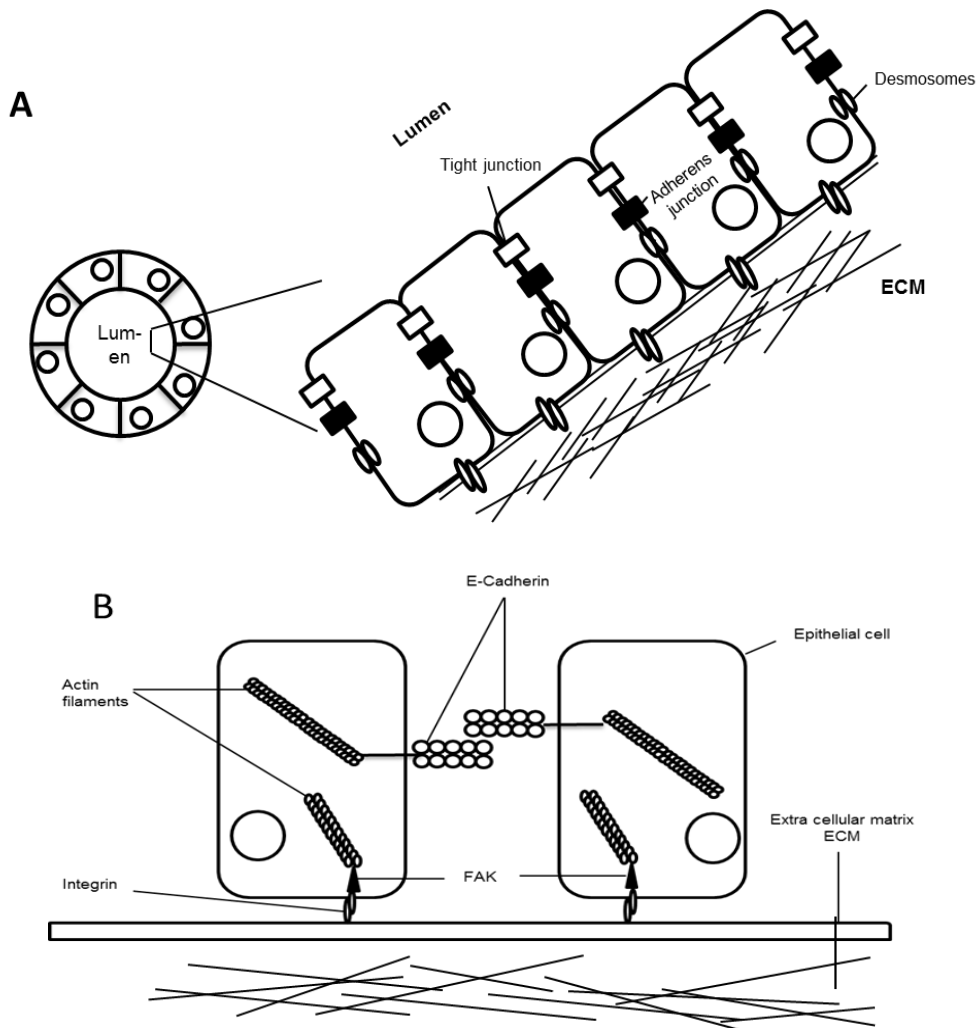 A
Lumen
Desmosomes
Tight junction
Adherens
junction
ECM
Lum-
en
B
E-Cadherin
Epithelial cell
Actin
filaments
Extra cellular matrix
ECM
Integrin
FAK